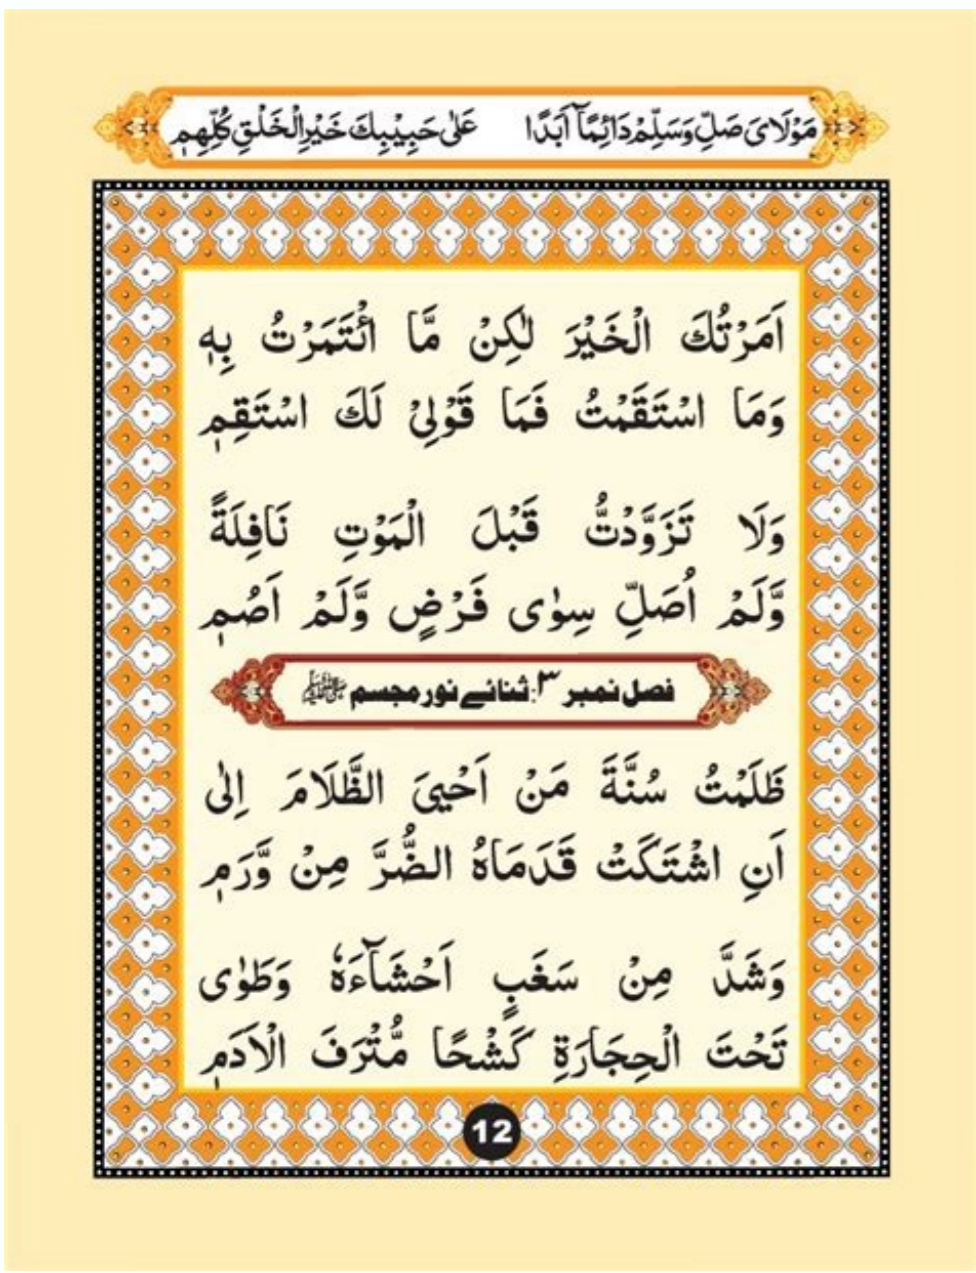 مَوْلَایَ صَلِّ وَسَلِّمْ دَائِمًا اَبَدًا عَلٰی حَبِیْبِكَ خَیْرِ الْخَلْقِ کُلِّهِمِ
اَمَرْتُكَ الْخَیْرَ لٰکِنْ مَّا ائْتَمَرْتُ بِهٖ
وَمَا اسْتَقَمْتُ فَمَا قَوْلِیْ لَكَ اسْتَقِمِ
وَلَا تَزَوَّدْتُّ قَبْلَ الْمَوْتِ نَافِلَةً
وَّلَمْ اُصَلِّ سِوٰی فَرْضٍ وَّلَمْ اَصُمِ
فصل نمبر ۳: ثنائے نور مجسم ﷺ
ظَلَمْتُ سُنَّةَ مَنْ اَحْیَی الظَّلَامَ اِلٰی
اَنِ اشْتَکَتْ قَدَمَاهُ الضُّرَّ مِنْ وَّرَمِ
وَشَدَّ مِنْ سَغَبٍ اَحْشَآءَهٗ وَطَوٰی
تَحْتَ الْحِجَارَةِ کَشْحًا مُّتْرَفَ الْاَدَمِ
12